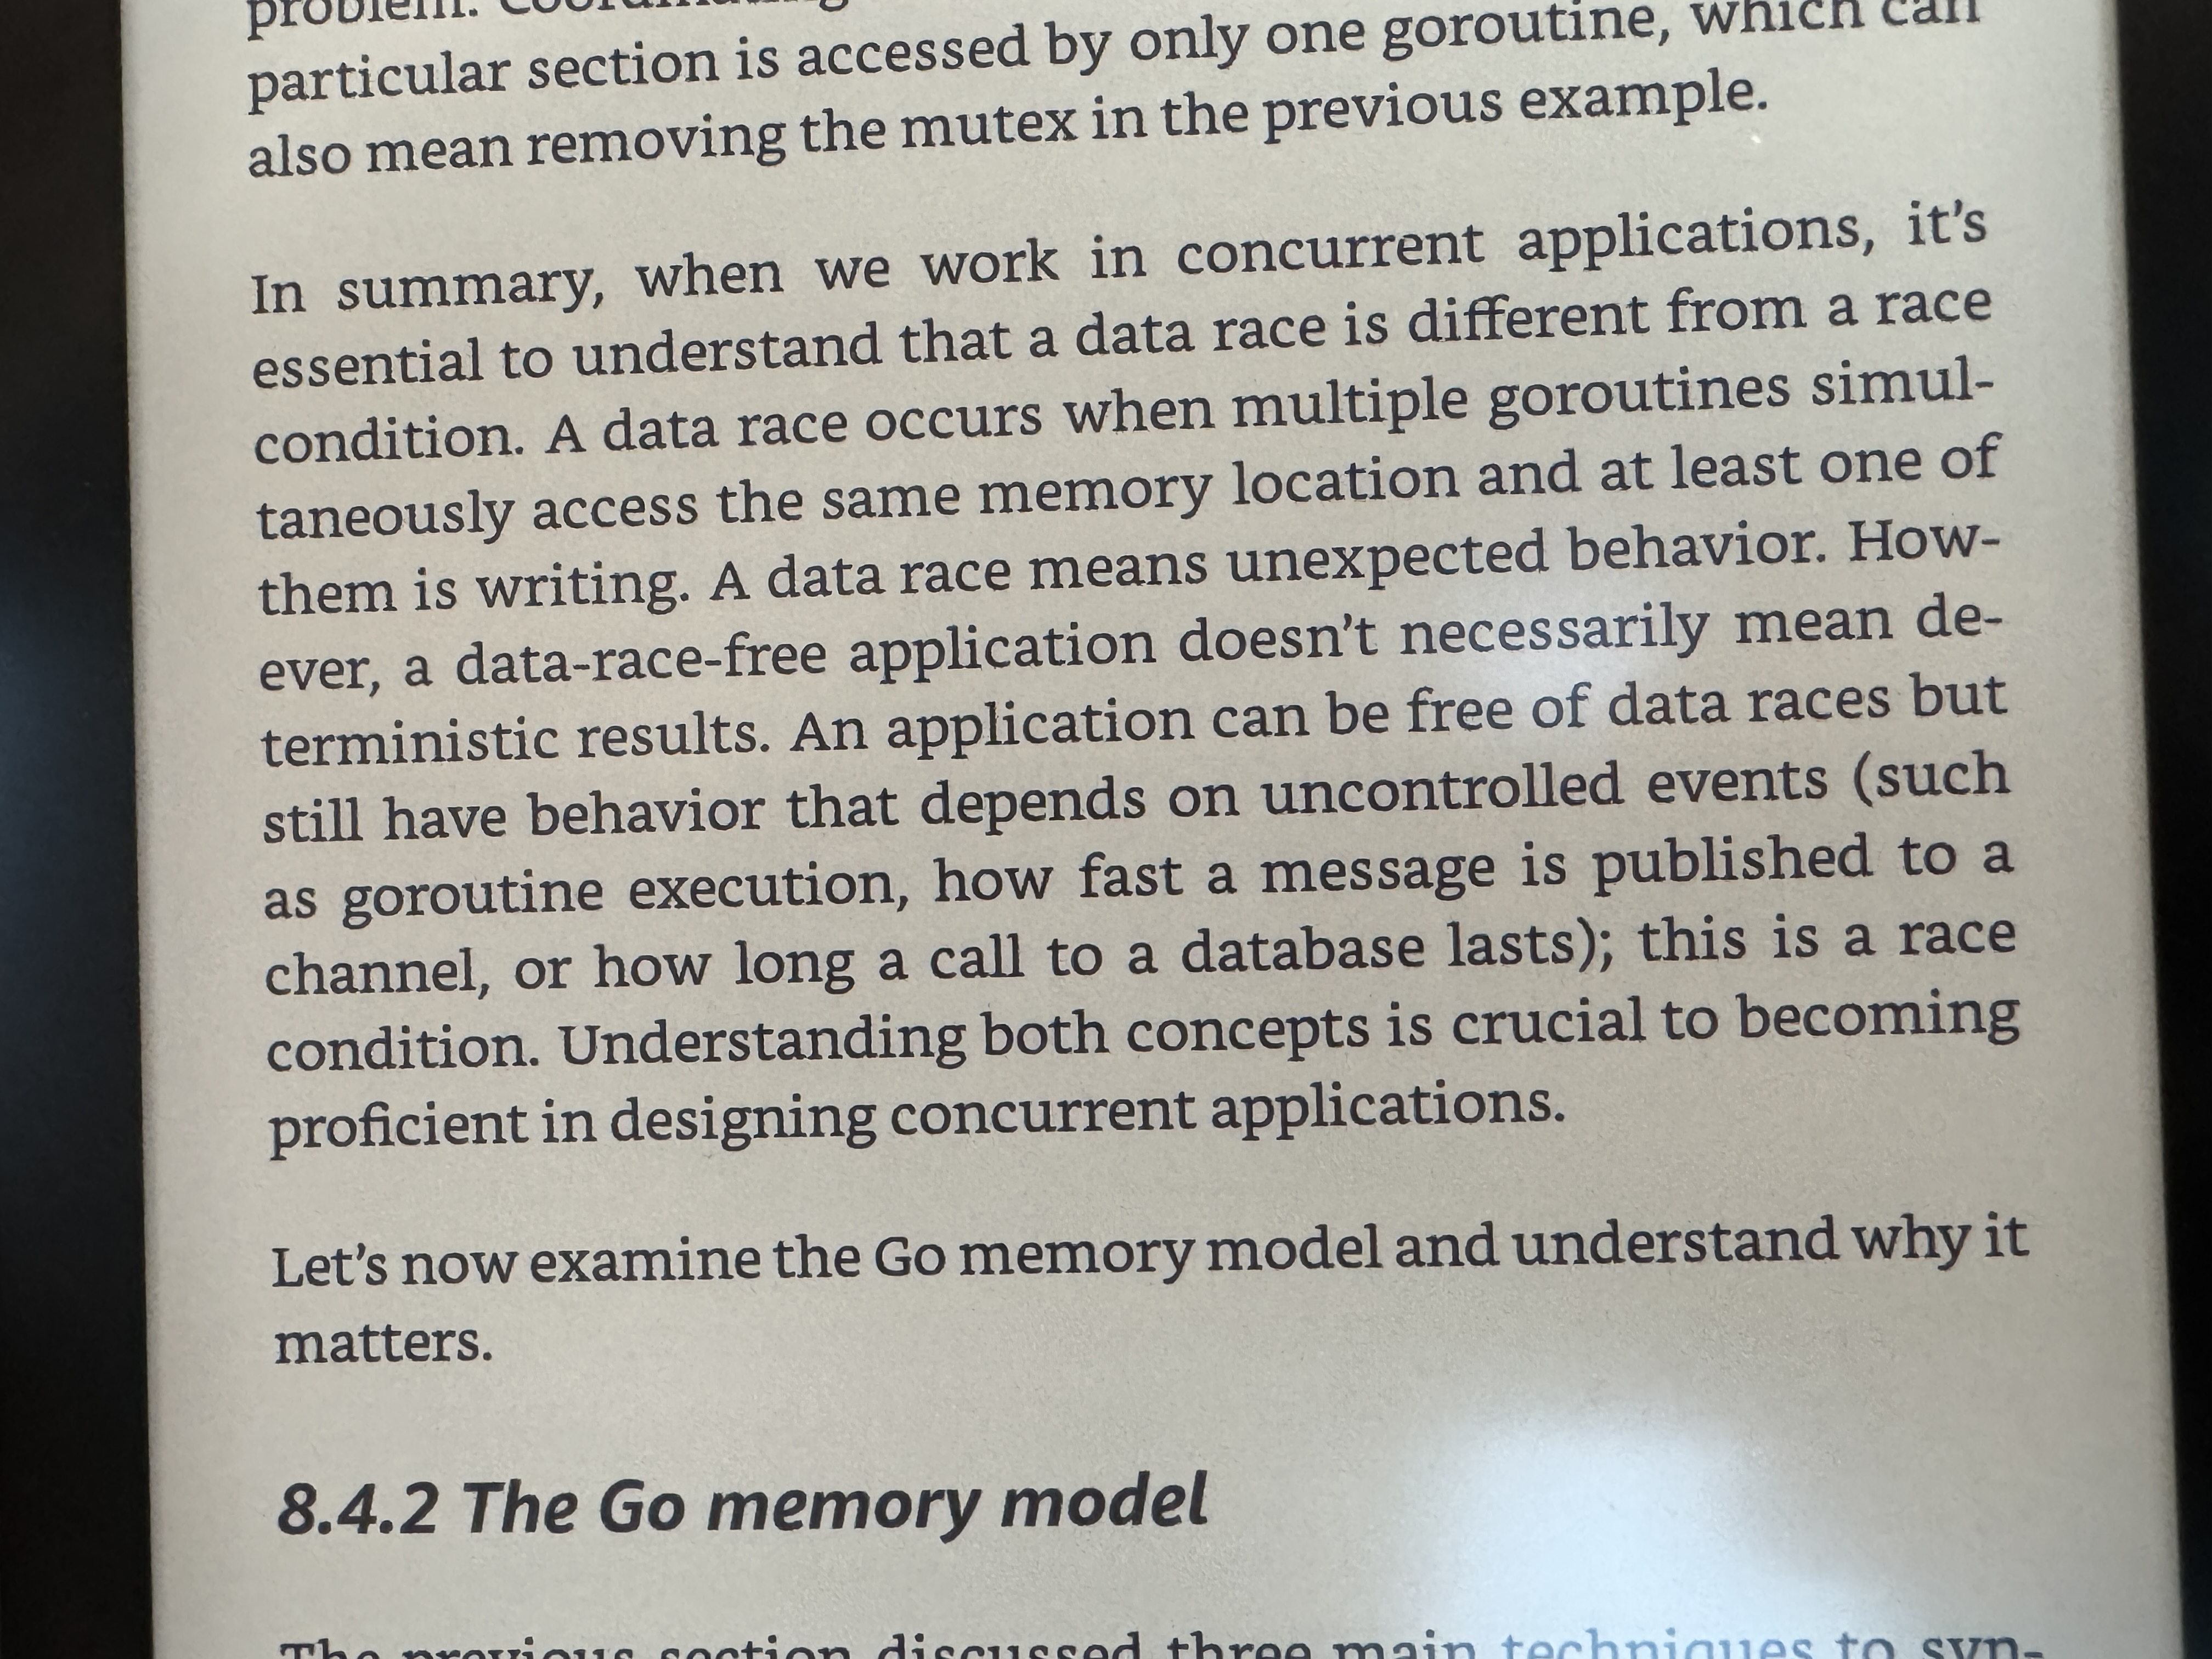 problem. Coordinating
particular section is accessed by only one goroutine, which can
also mean removing the mutex in the previous example.
In summary, when we work in concurrent applications, it's
essential to understand that a data race is different from a race
condition. A data race occurs when multiple goroutines simul-
taneously access the same memory location and at least one of
them is writing. A data race means unexpected behavior. How-
ever, a data-race-free application doesn't necessarily mean de-
terministic results. An application can be free of data races but
still have behavior that depends on uncontrolled events (such
as goroutine execution, how fast a message is published to a
channel, or how long a call to a database lasts); this is a race
condition. Understanding both concepts is crucial to becoming
proficient in designing concurrent applications.
Let's now examine the Go memory model and understand why it
matters.
8.4.2 The Go memory model
The previous section discussed three main techniques to syn-